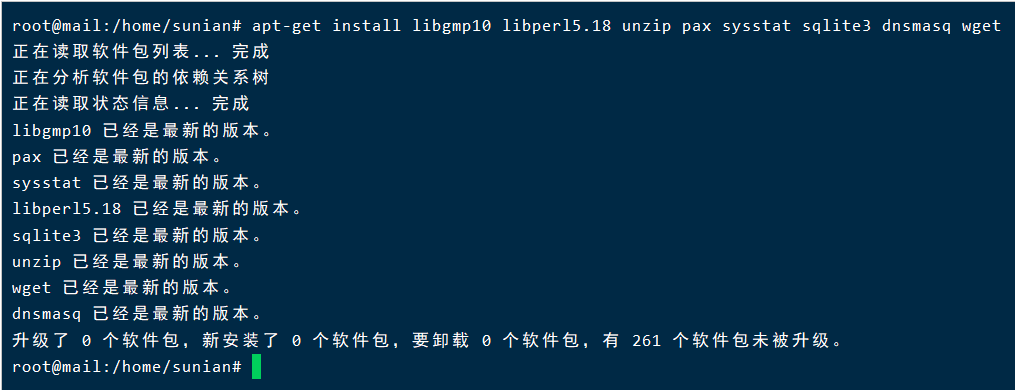 root@mail:/home/sunian# apt-get install libgmp10 libperl5.18 unzip pax sysstat sqlite3 dnsmasq wget
正在读取软件包列表... 完成
正在分析软件包的依赖关系树
正在读取状态信息... 完成
libgmp10 已经是最新的版本。
pax 已经是最新的版本。
sysstat 已经是最新的版本。
libperl5.18 已经是最新的版本。
sqlite3 已经是最新的版本。
unzip 已经是最新的版本。
wget 已经是最新的版本。
dnsmasq 已经是最新的版本。
升级了 0 个软件包，新安装了 0 个软件包，要卸载 0 个软件包，有 261 个软件包未被升级。
root@mail:/home/sunian#